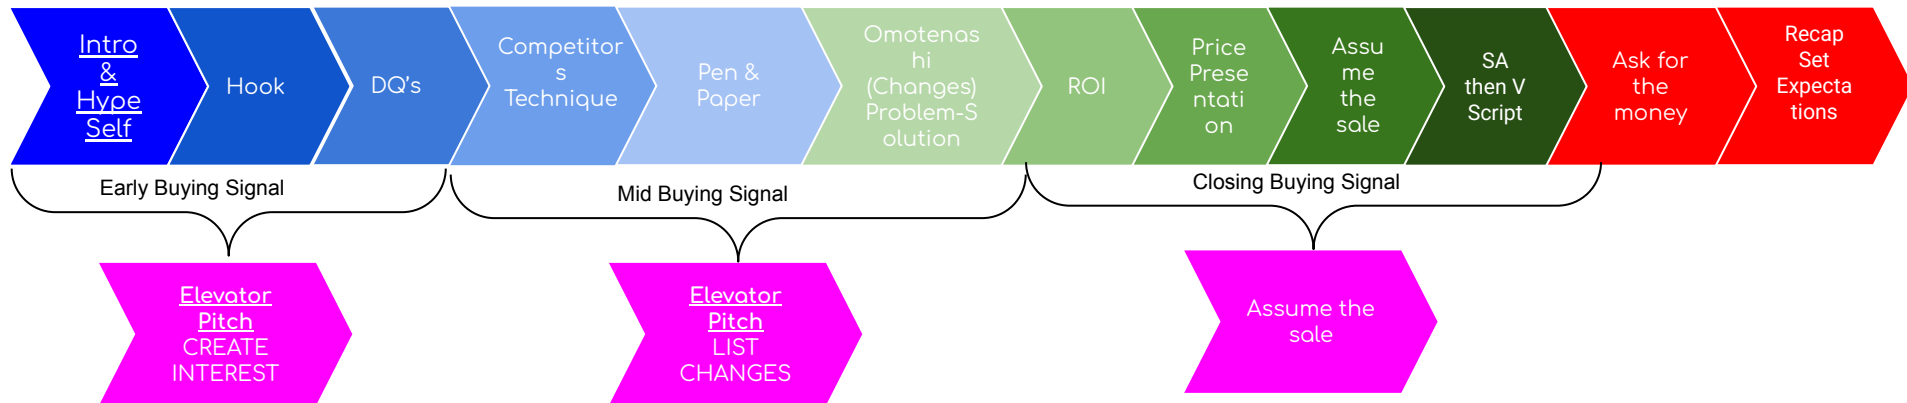 Intro
&
Hype
Self
Hook
DQ's
Competitor
s
Technique
Pen &
Paper
Omotenas
hi
(Changes)
Problem-S
olution
ROI
Price
Prese
ntati
on
Assu
me
the
sale
SA
then V
Script
Ask for
the
money
Recap
Set
Expecta
tions
Early Buying Signal
Mid Buying Signal
Closing Buying Signal
Elevator
Pitch
CREATE
INTEREST
Elevator
Pitch
LIST
CHANGES
Assume the
sale